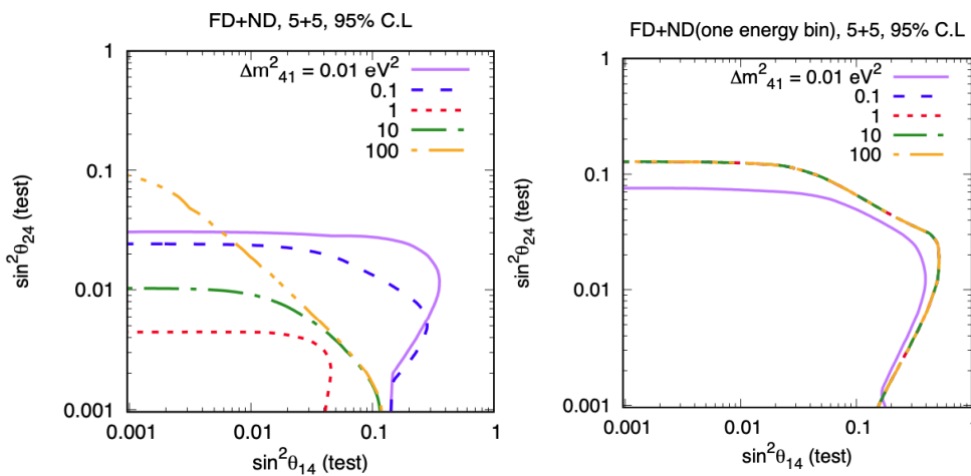 FD+ND, 5+5, 95% C.L
Δm²₄₁ = 0.01 eV²
0.1
1
10
100
1
0.1
0.01
0.001
sin²θ₂₄ (test)
0.001
0.01
0.1
1
sin²θ₁₄ (test)
FD+ND(one energy bin), 5+5, 95% C.L
Δm²₄₁ = 0.01 eV²
0.1
1
10
100
1
0.1
0.01
0.001
sin²θ₂₄ (test)
0.001
0.01
0.1
sin²θ₁₄ (test)